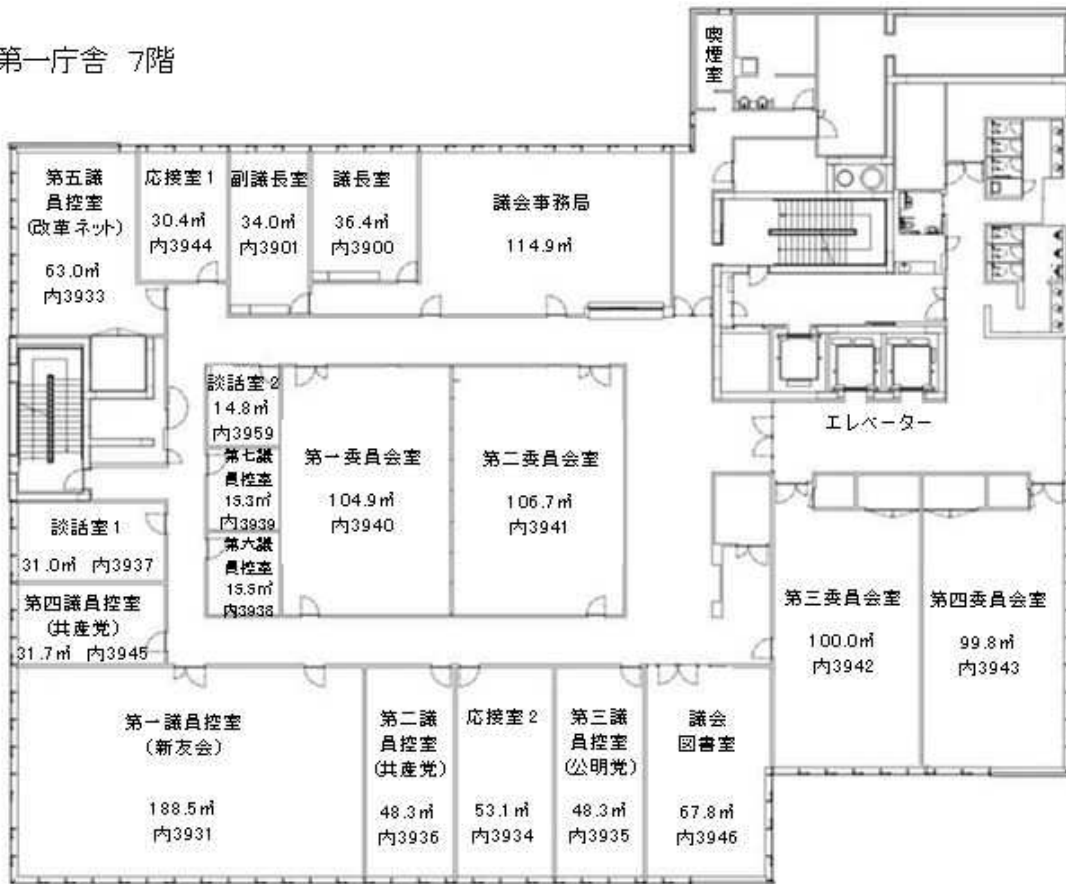 第一庁舎 7階
喫煙室
第五議
員控室
(改革ネット)
63.0㎡
内3933
応接室1
30.4㎡
内3944
副議長室
34.0㎡
内3901
議長室
36.4㎡
内3900
議会事務局
114.9㎡
談話室2
14.8㎡
内3959
第七議
員控室
15.3㎡
内3939
第六議
員控室
15.5㎡
内3938
第一委員会室
104.9㎡
内3940
第二委員会室
106.7㎡
内3941
エレベーター
談話室1
31.0㎡ 内3937
第四議員控室
(共産党)
31.7㎡ 内3945
第三委員会室
100.0㎡
内3942
第四委員会室
99.8㎡
内3943
第一議員控室
(新友会)
188.5㎡
内3931
第二議
員控室
(共産党)
48.3㎡
内3936
応接室2
53.1㎡
内3934
第三議
員控室
(公明党)
48.3㎡
内3935
議会
図書室
67.8㎡
内3946